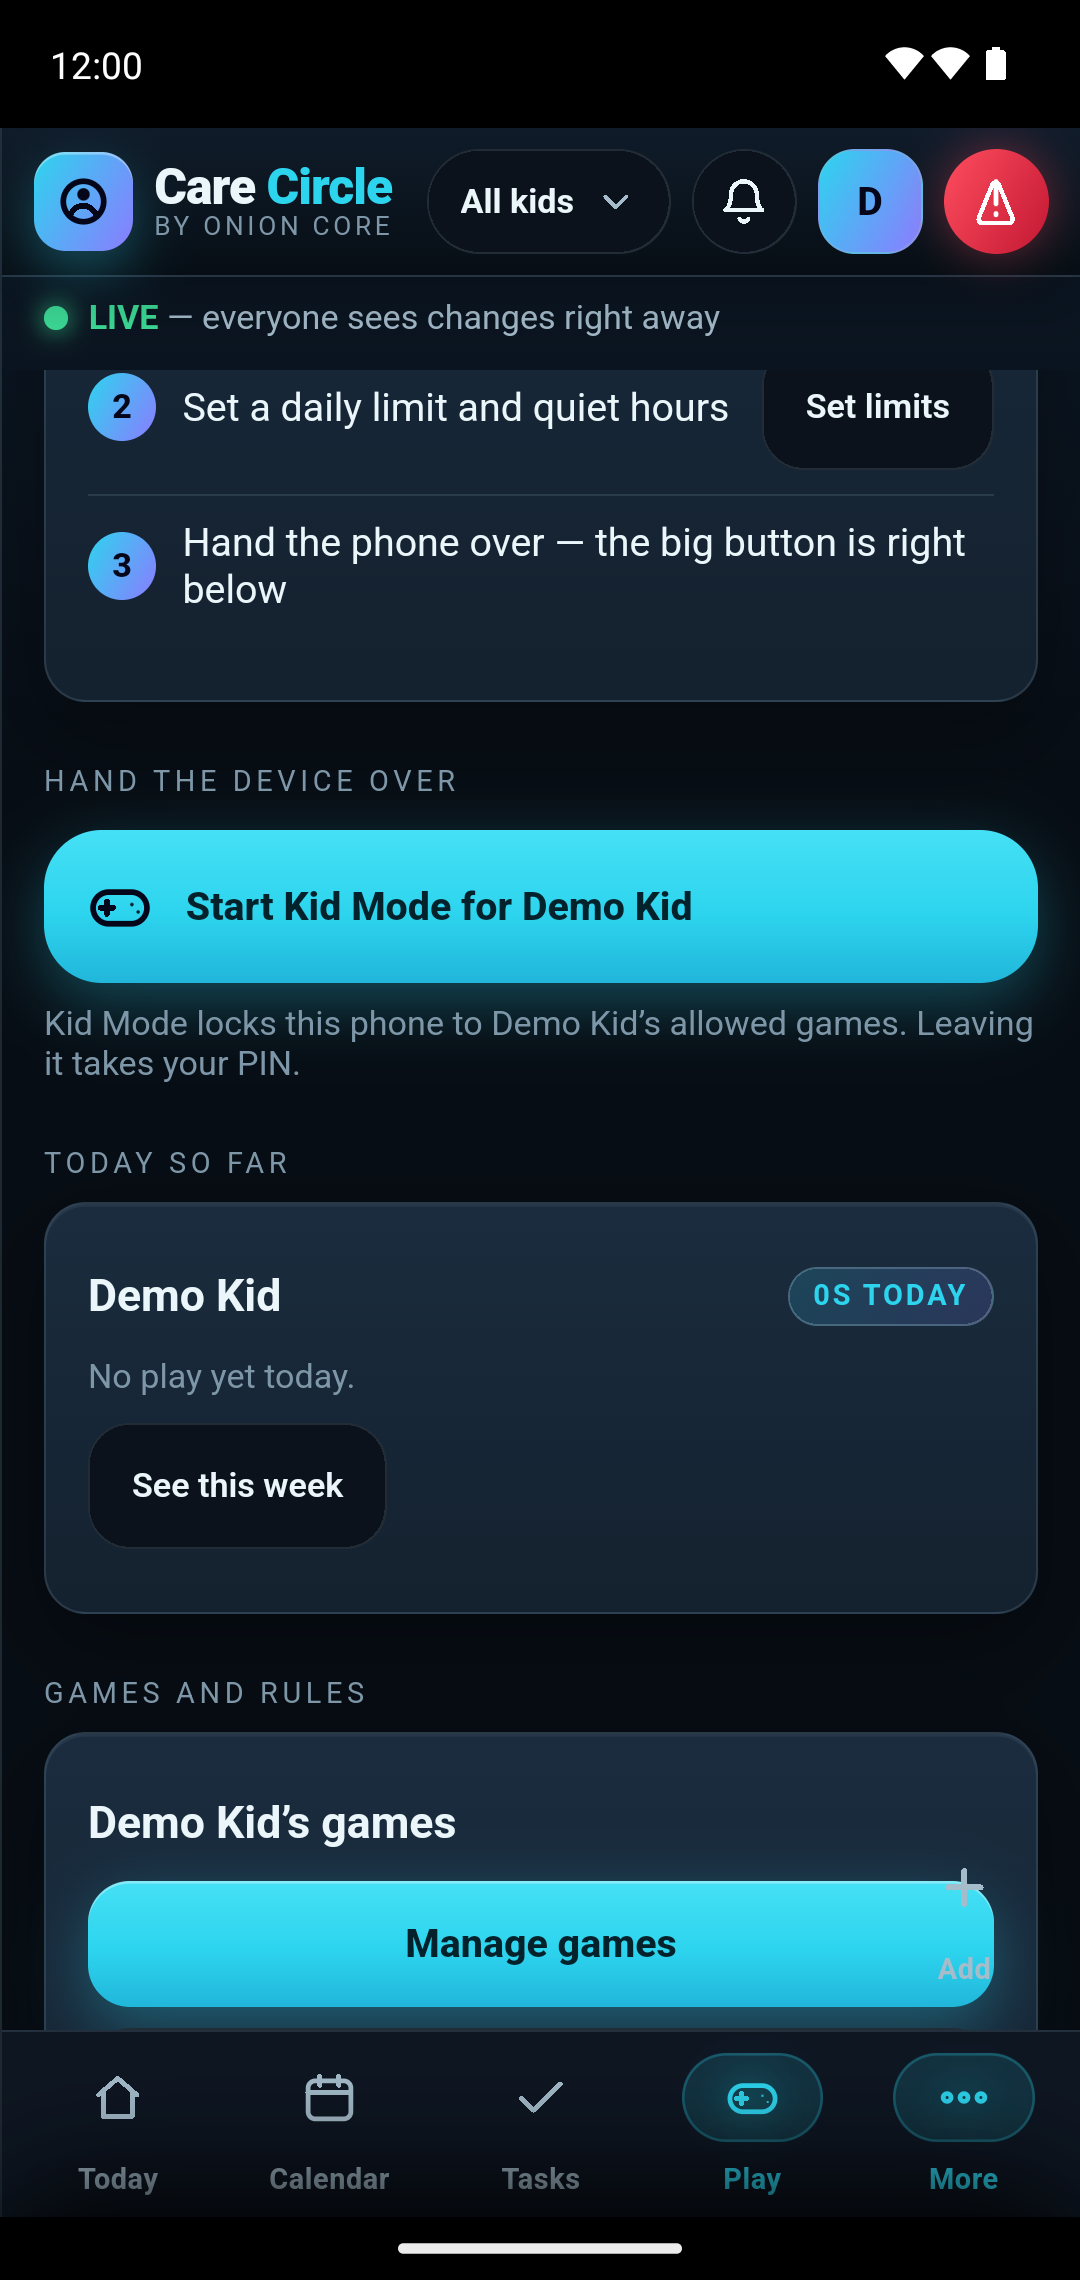 12:00
Care Circle
BY ONION CORE
All kids
D
LIVE — everyone sees changes right away
2
Set a daily limit and quiet hours
Set limits
3
Hand the phone over — the big button is right
below
HAND THE DEVICE OVER
Start Kid Mode for Demo Kid
Kid Mode locks this phone to Demo Kid’s allowed games. Leaving
it takes your PIN.
TODAY SO FAR
Demo Kid
0S TODAY
No play yet today.
See this week
GAMES AND RULES
Demo Kid’s games
Manage games
Add
Today
Calendar
Tasks
Play
More